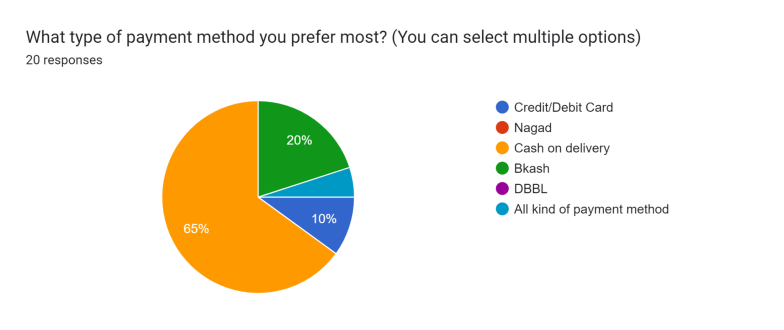 What type of payment method you prefer most? (You can select multiple options)
20 responses
20%
10%
65%
Credit/Debit Card
Nagad
Cash on delivery
Bkash
DBBL
All kind of payment method